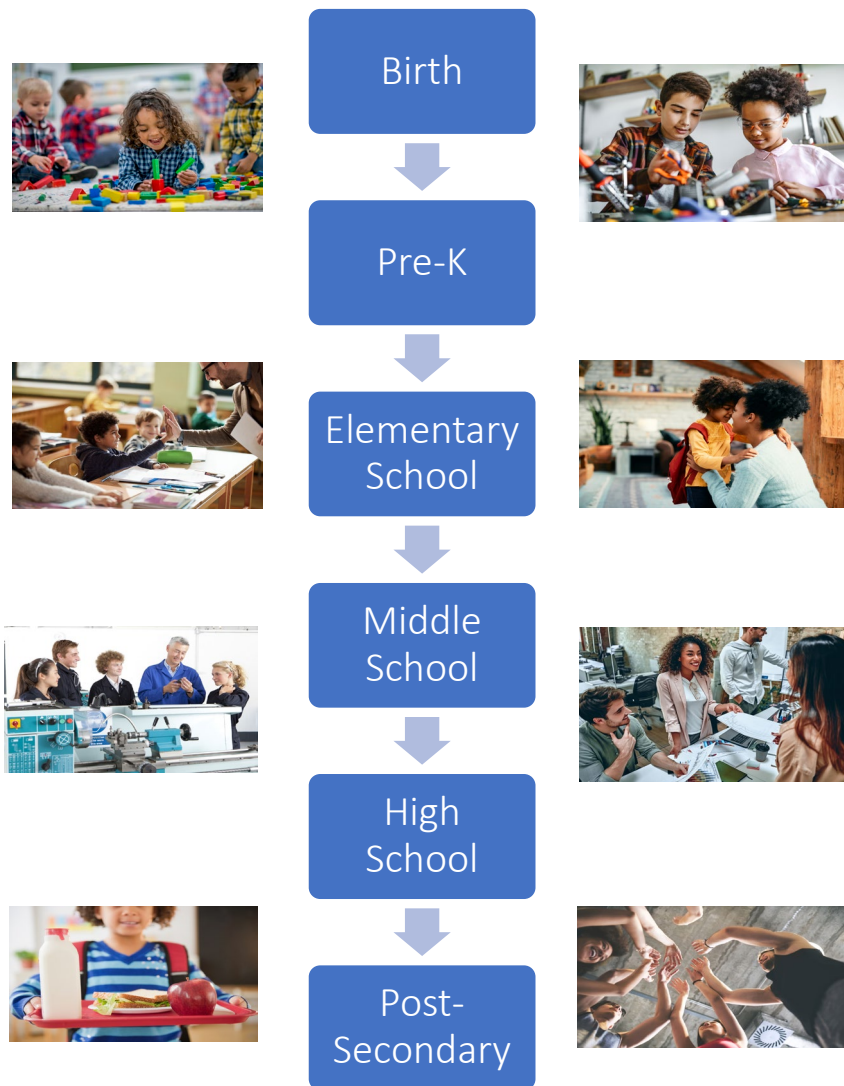 Birth
Pre-K
Elementary
School
Middle
School
High
School
Post-
Secondary